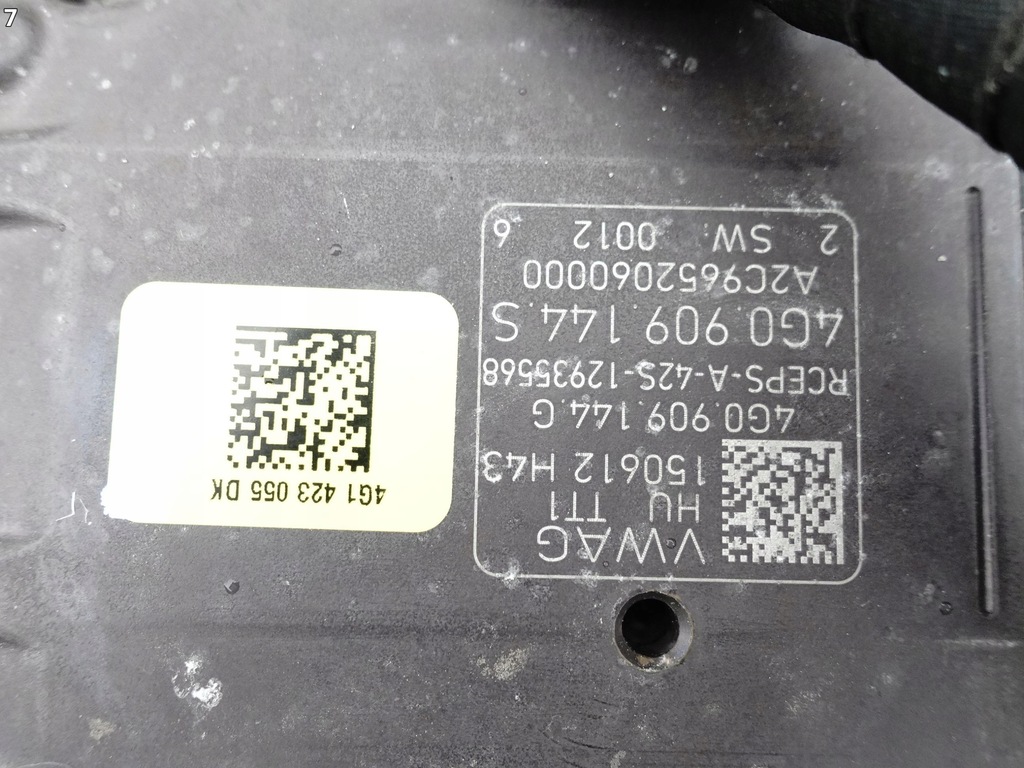 7
VWAG
HU TT1
150612 H43
4G0.909.144.G
RCEPS-A-42S-12935568
4G0.909.144.S
A2C9652060000
2 SW: 0012 6
4G1 423 055 DK